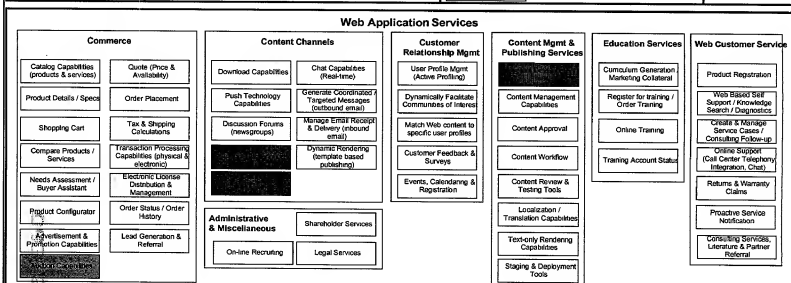 Web Application Services
Commerce
Catalog Capabilities
(products & services)
Quote (Price &
Availability)
Product Details / Specs
Order Placement
Shopping Cart
Tax & Shipping
Calculations
Compare Products /
Services
Transaction Processing
Capabilities (physical &
electronic)
Needs Assessment /
Buyer Assistant
Electronic License
Distribution &
Management
Product Configurator
Order Status / Order
History
Advertisement &
Promotion Capabilities
Lead Generation &
Referral
Auction Capabilities
Content Channels
Download Capabilities
Chat Capabilities
(Real-time)
Push Technology
Capabilities
Generate Coordinated /
Targeted Messages
(outbound email)
Discussion Forums
(newsgroups)
Manage Email Receipt
& Delivery (inbound
email)
Dynamic Rendering
(template based
publishing)
Administrative
& Miscellaneous
Shareholder Services
On-line Recruiting
Legal Services
Customer
Relationship Mgmt
User Profile Mgmt
(Active Profiling)
Dynamically Facilitate
Communities of Interest
Match Web content to
specific user profiles
Customer Feedback &
Surveys
Events, Calendaring &
Registration
Content Mgmt &
Publishing Services
Content Management
Capabilities
Content Approval
Content Workflow
Content Review &
Testing Tools
Localization /
Translation Capabilities
Text-only Rendering
Capabilities
Staging & Deployment
Tools
Education Services
Curriculum Generation /
Marketing Collateral
Register for training /
Order Training
Online Training
Training Account Status
Web Customer Service
Product Registration
Web Based Self
Support / Knowledge
Search / Diagnostics
Create & Manage
Service Cases /
Consulting Follow-up
Online Support
(Call Center Telephony
Integration, Chat)
Returns & Warranty
Claims
Proactive Service
Notification
Consulting Services,
Literature & Partner
Referral